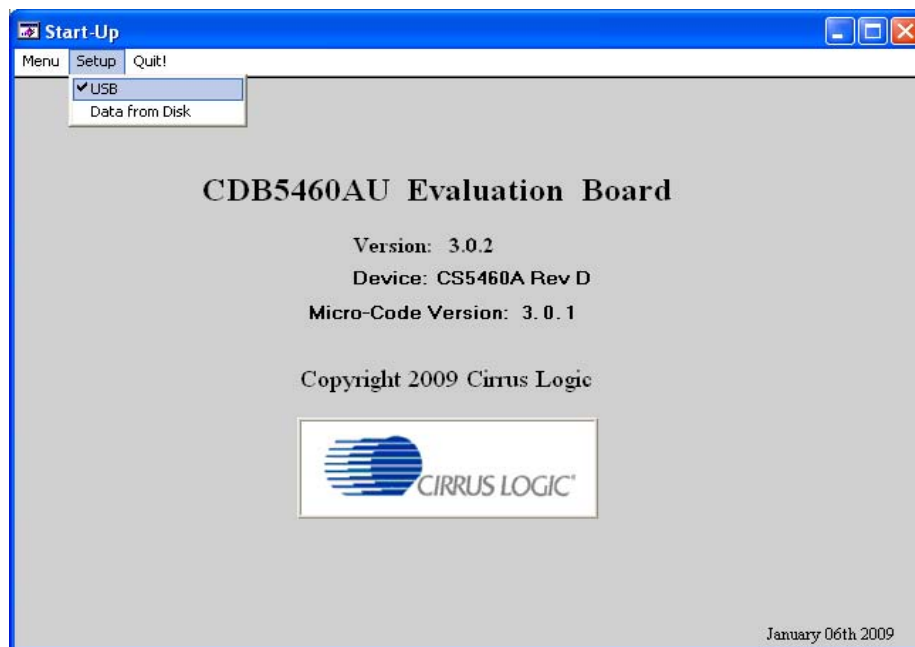 Start-Up
Menu Setup Quit!
USB
Data from Disk
CDB5460AU Evaluation Board
Version: 3.0.2
Device: CS5460A Rev D
Micro-Code Version: 3.0.1
Copyright 2009 Cirrus Logic
CIRRUS LOGIC®
January 06th 2009